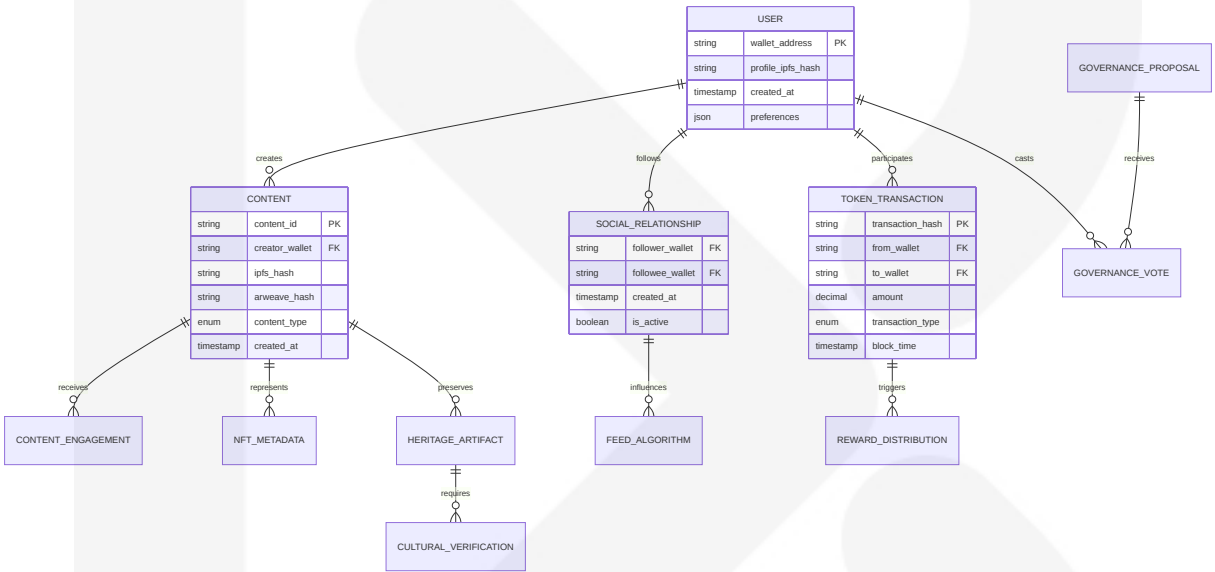 USER
string wallet_address PK
string profile_ipfs_hash
timestamp created_at
json preferences
GOVERNANCE_PROPOSAL
creates
follows
participates
casts
receives
CONTENT
string content_id PK
string creator_wallet FK
string ipfs_hash
string arweave_hash
enum content_type
timestamp created_at
SOCIAL_RELATIONSHIP
string follower_wallet FK
string followee_wallet FK
timestamp created_at
boolean is_active
TOKEN_TRANSACTION
string transaction_hash PK
string from_wallet FK
string to_wallet FK
decimal amount
enum transaction_type
timestamp block_time
GOVERNANCE_VOTE
receives
represents
preserves
influences
triggers
CONTENT_ENGAGEMENT
NFT_METADATA
HERITAGE_ARTIFACT
FEED_ALGORITHM
REWARD_DISTRIBUTION
requires
CULTURAL_VERIFICATION